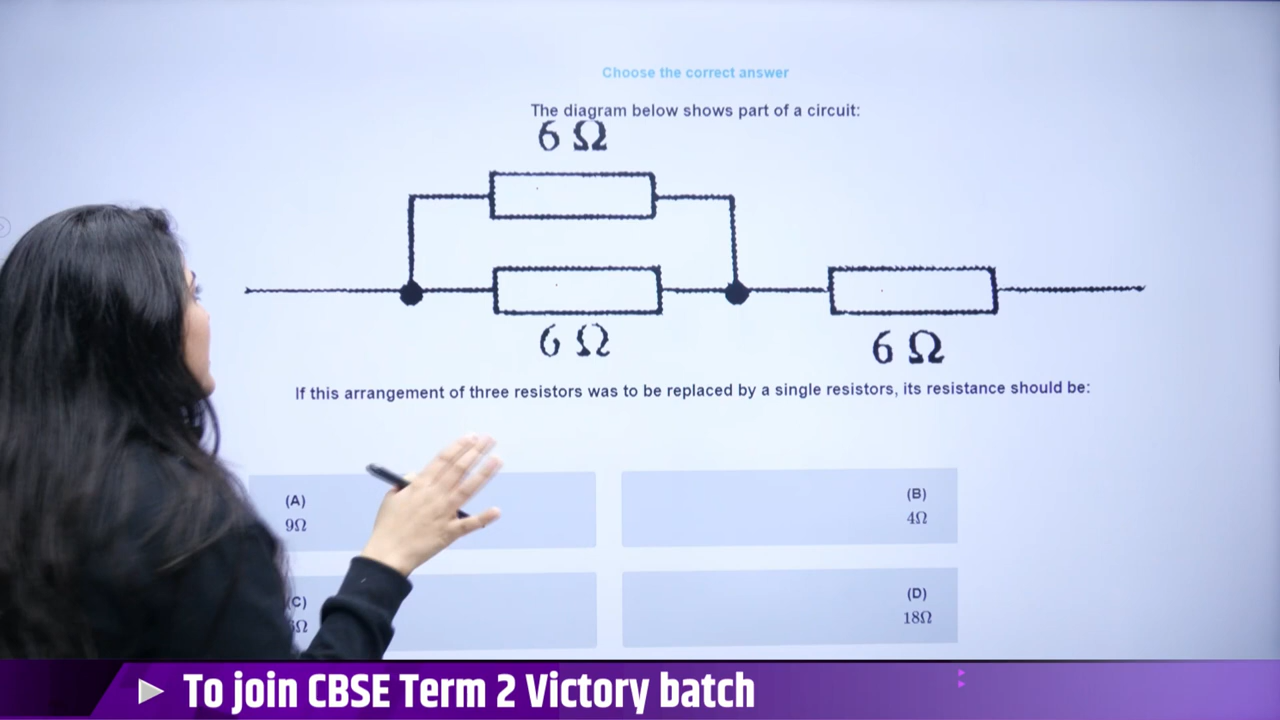 Choose the correct answer
The diagram below shows part of a circuit:
6 Ω
6 Ω
6 Ω
If this arrangement of three resistors was to be replaced by a single resistors, its resistance should be:
(A)
9Ω
(B)
4Ω
(C)
Ω
(D)
18Ω
To join CBSE Term 2 Victory batch